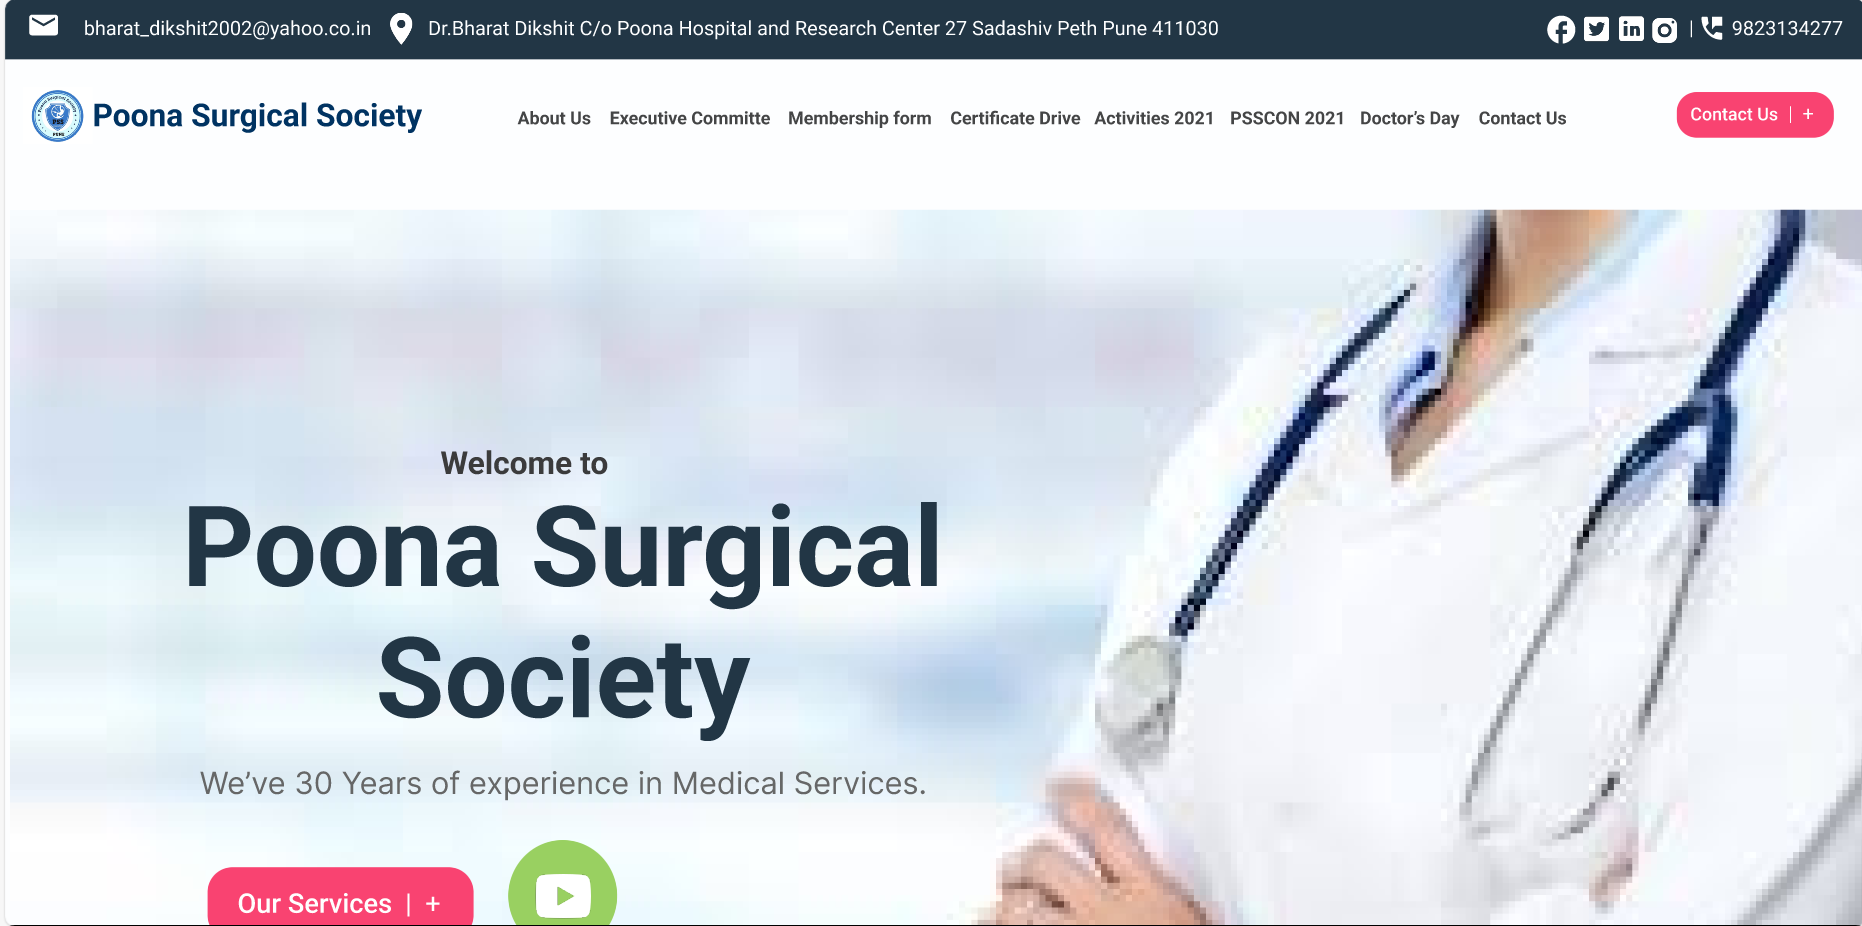 bharat_dikshit2002@yahoo.co.in
Dr.Bharat Dikshit C/o Poona Hospital and Research Center 27 Sadashiv Peth Pune 411030
| 9823134277
Poona Surgical Society
About Us
Executive Committe
Membership form
Certificate Drive
Activities 2021
PSSCON 2021
Doctor’s Day
Contact Us
Contact Us | +
Welcome to
Poona Surgical
Society
We’ve 30 Years of experience in Medical Services.
Our Services | +